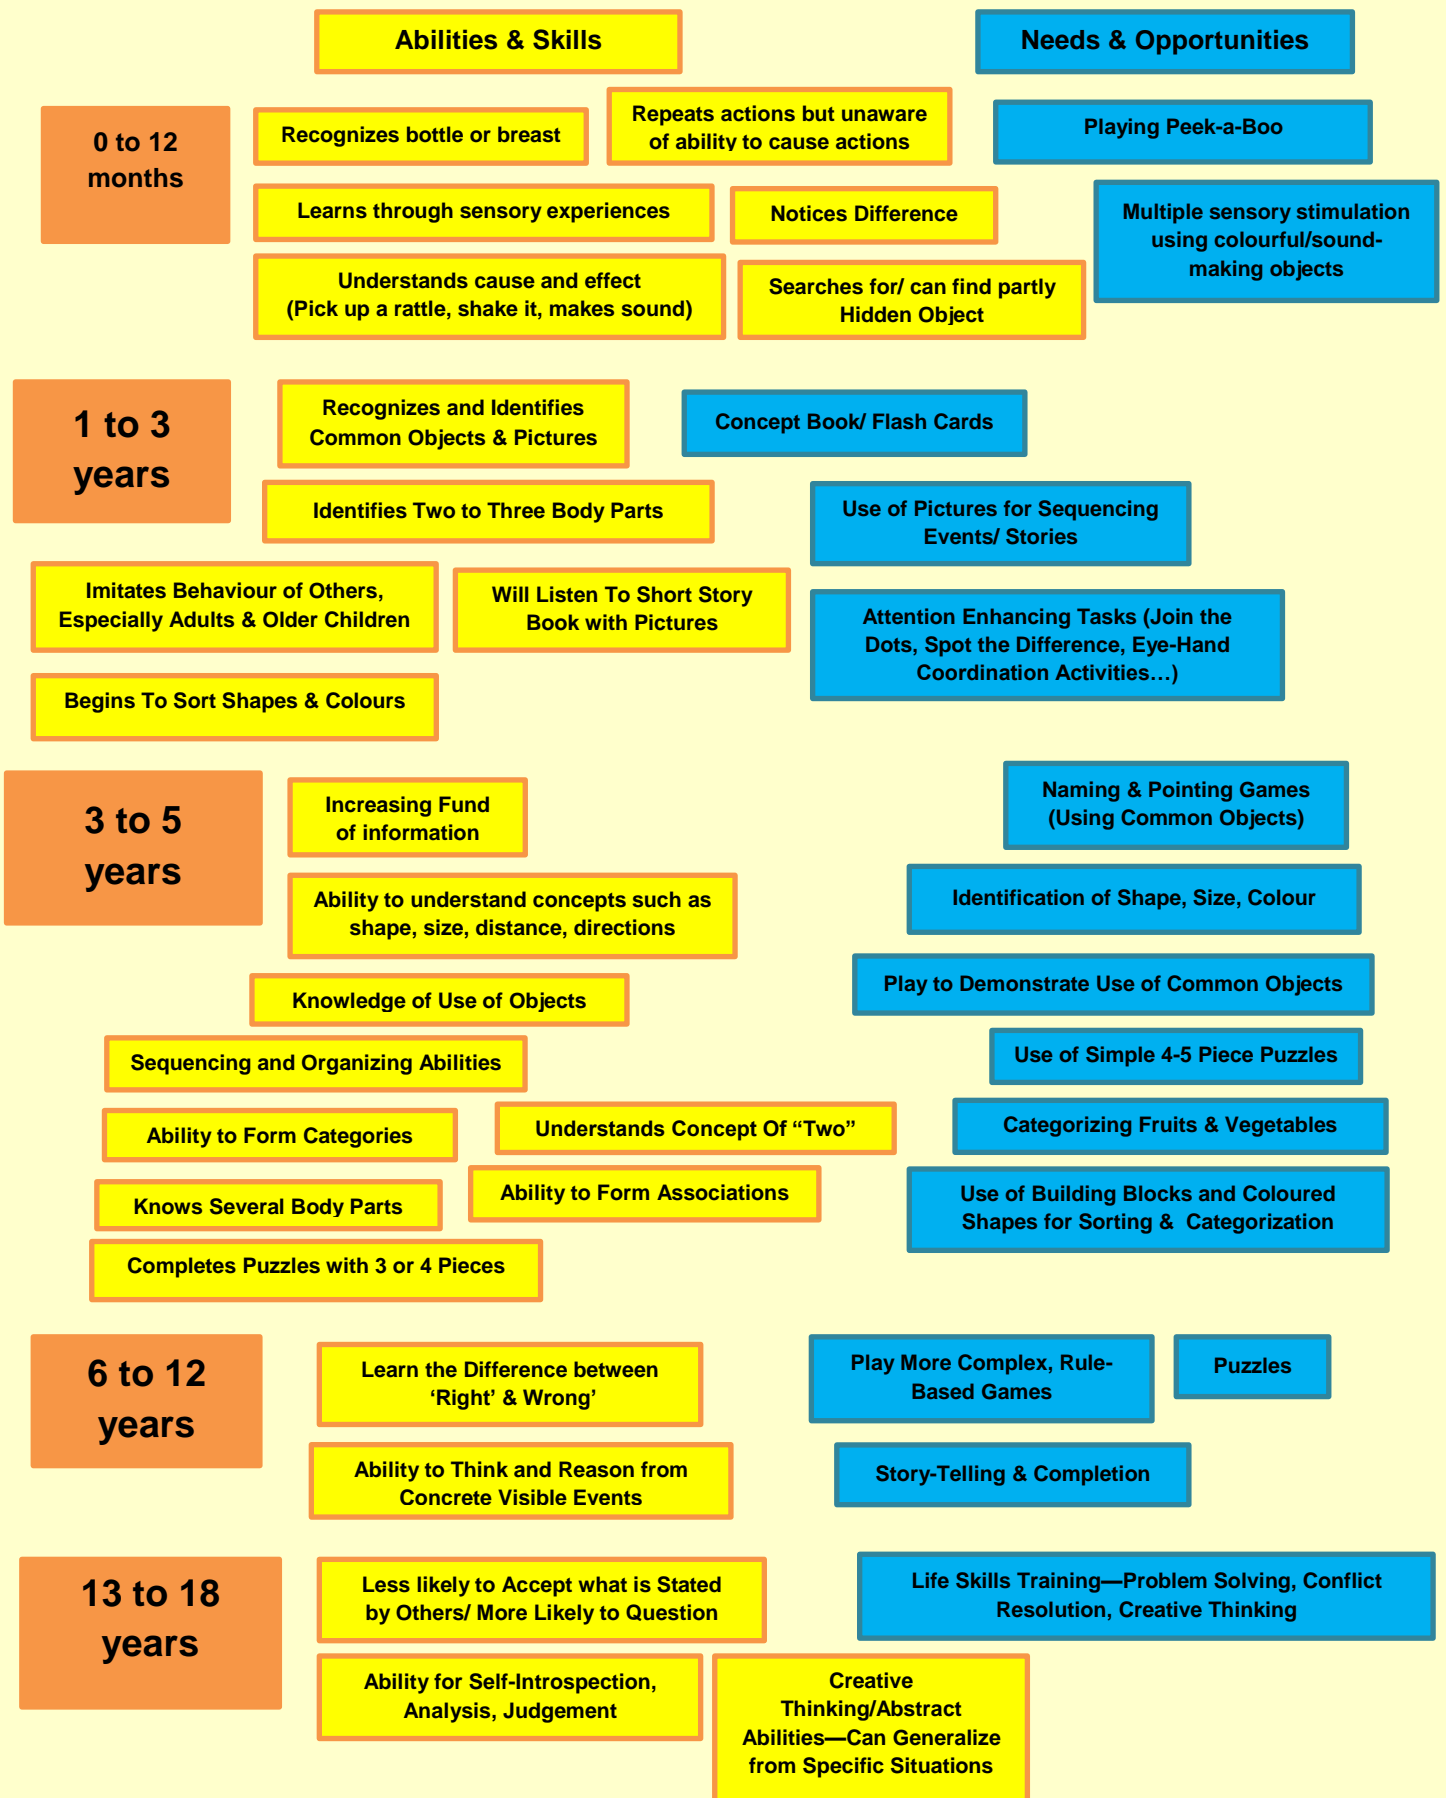 Abilities & Skills
Needs & Opportunities
0 to 12
months
Recognizes bottle or breast
Repeats actions but unaware
of ability to cause actions
Playing Peek-a-Boo
Learns through sensory experiences
Notices Difference
Multiple sensory stimulation
using colourful/sound-
making objects
Understands cause and effect
(Pick up a rattle, shake it, makes sound)
Searches for/ can find partly
Hidden Object
1 to 3
years
Recognizes and Identifies
Common Objects & Pictures
Concept Book/ Flash Cards
Identifies Two to Three Body Parts
Use of Pictures for Sequencing
Events/ Stories
Imitates Behaviour of Others,
Especially Adults & Older Children
Will Listen To Short Story
Book with Pictures
Attention Enhancing Tasks (Join the
Dots, Spot the Difference, Eye-Hand
Coordination Activities…)
Begins To Sort Shapes & Colours
3 to 5
years
Increasing Fund
of information
Naming & Pointing Games
(Using Common Objects)
Ability to understand concepts such as
shape, size, distance, directions
Identification of Shape, Size, Colour
Knowledge of Use of Objects
Play to Demonstrate Use of Common Objects
Sequencing and Organizing Abilities
Use of Simple 4-5 Piece Puzzles
Ability to Form Categories
Understands Concept Of “Two”
Categorizing Fruits & Vegetables
Knows Several Body Parts
Ability to Form Associations
Use of Building Blocks and Coloured
Shapes for Sorting & Categorization
Completes Puzzles with 3 or 4 Pieces
6 to 12
years
Learn the Difference between
‘Right’ & Wrong’
Play More Complex, Rule-
Based Games
Puzzles
Ability to Think and Reason from
Concrete Visible Events
Story-Telling & Completion
13 to 18
years
Less likely to Accept what is Stated
by Others/ More Likely to Question
Life Skills Training—Problem Solving, Conflict
Resolution, Creative Thinking
Ability for Self-Introspection,
Analysis, Judgement
Creative
Thinking/Abstract
Abilities—Can Generalize
from Specific Situations